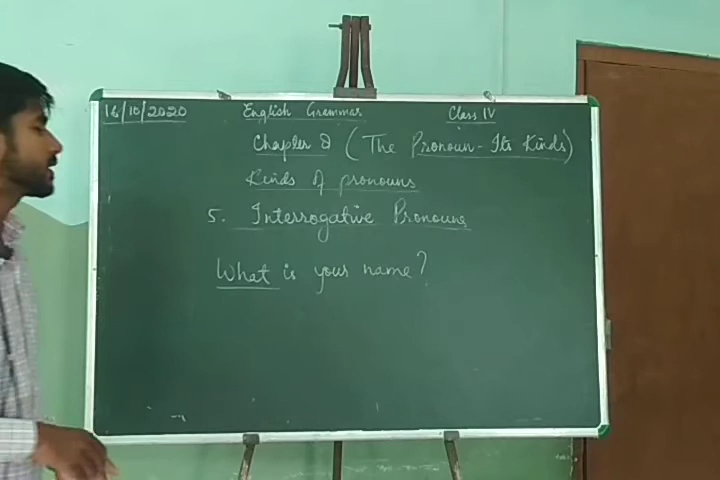 16/10/2020 English Grammar Class IV
Chapter 8 (The Pronoun - Its Kinds)
Kinds of pronouns
5. Interrogative Pronouns
What is your name?